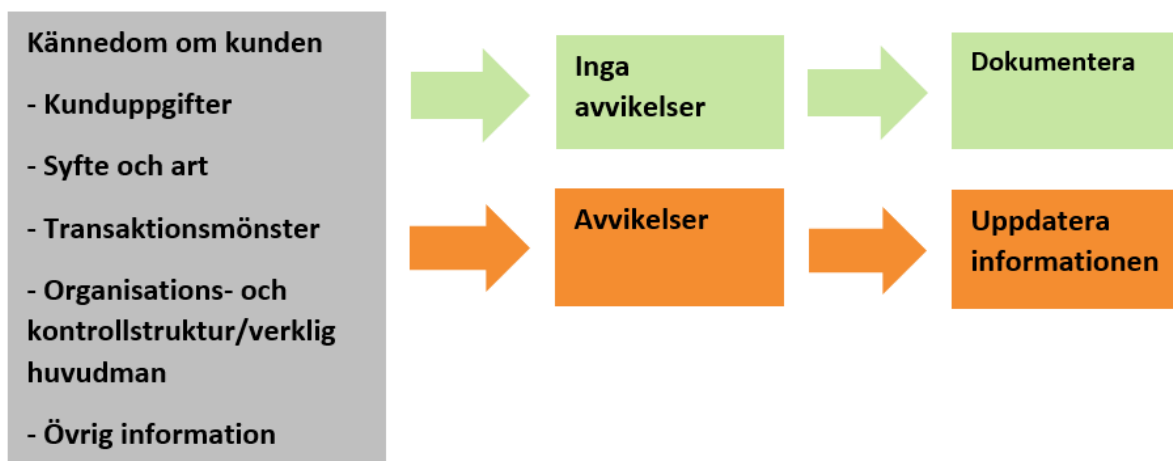 Kännedom om kunden
- Kunduppgifter
- Syfte och art
- Transaktionsmönster
- Organisations- och
kontrollstruktur/verklig
huvudman
- Övrig information
Inga
avvikelser
Dokumentera
Avvikelser
Uppdatera
informationen